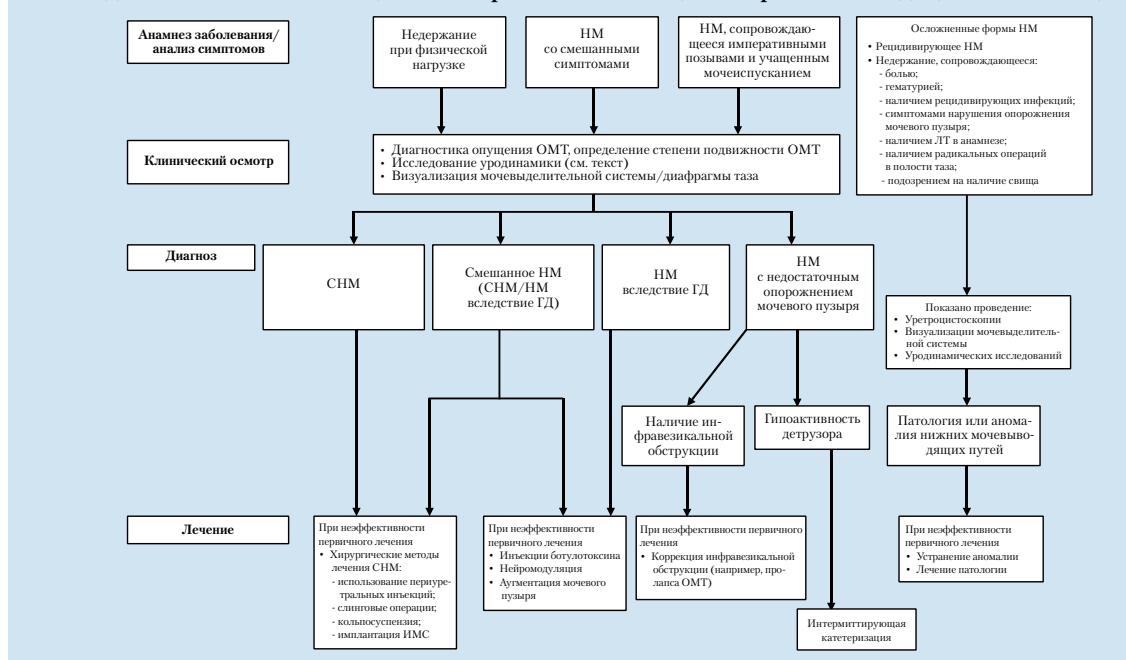 Анамнез заболевания/
анализ симптомов
Недержание
при физической
нагрузке
НМ
со смешанными
симптомами
НМ, сопровождаю-
щееся императивными
позывами и учащенным
мочеиспусканием
Осложненные формы НМ
• Рецидивирующее НМ
• Недержание, сопровождающееся:
- болью;
- гематурией;
- наличием рецидивирующих инфекций;
- симптомами нарушения опорожнения
мочевого пузыря;
- наличием ЛТ в анамнезе;
- наличием радикальных операций
в полости таза;
- подозрением на наличие свища
Клинический осмотр
• Диагностика опущения ОМТ, определение степени подвижности ОМТ
• Исследование уродинамики (см. текст)
• Визуализация мочевыделительной системы/диафрагмы таза
Диагноз
СНМ
Смешанное НМ
(СНМ/НМ
вследствие ГД)
НМ
вследствие ГД
НМ
с недостаточным
опорожнением
мочевого пузыря
Показано проведение:
• Уретроцистоскопии
• Визуализации мочевыделитель-
ной системы
• Уродинамических исследований
Наличие ин-
фравезикальной
обструкции
Гипоактивность
детрузора
Патология или анома-
лия нижних мочевыво-
дящих путей
Лечение
При неэффективности
первичного лечения
• Хирургические методы
лечения СНМ:
- использование периуре-
тральных инъекций;
- слинговые операции;
- кольпосуспензия;
- имплантация ИМС
При неэффективности
первичного лечения
• Инъекции ботулотоксина
• Нейромодуляция
• Аугментация мочевого
пузыря
При неэффективности первичного
лечения
• Коррекция инфравезикальной
обструкции (например, про-
лапса ОМТ)
При неэффективности
первичного лечения
• Устранение аномалии
• Лечение патологии
Интермиттирующая
катетеризация